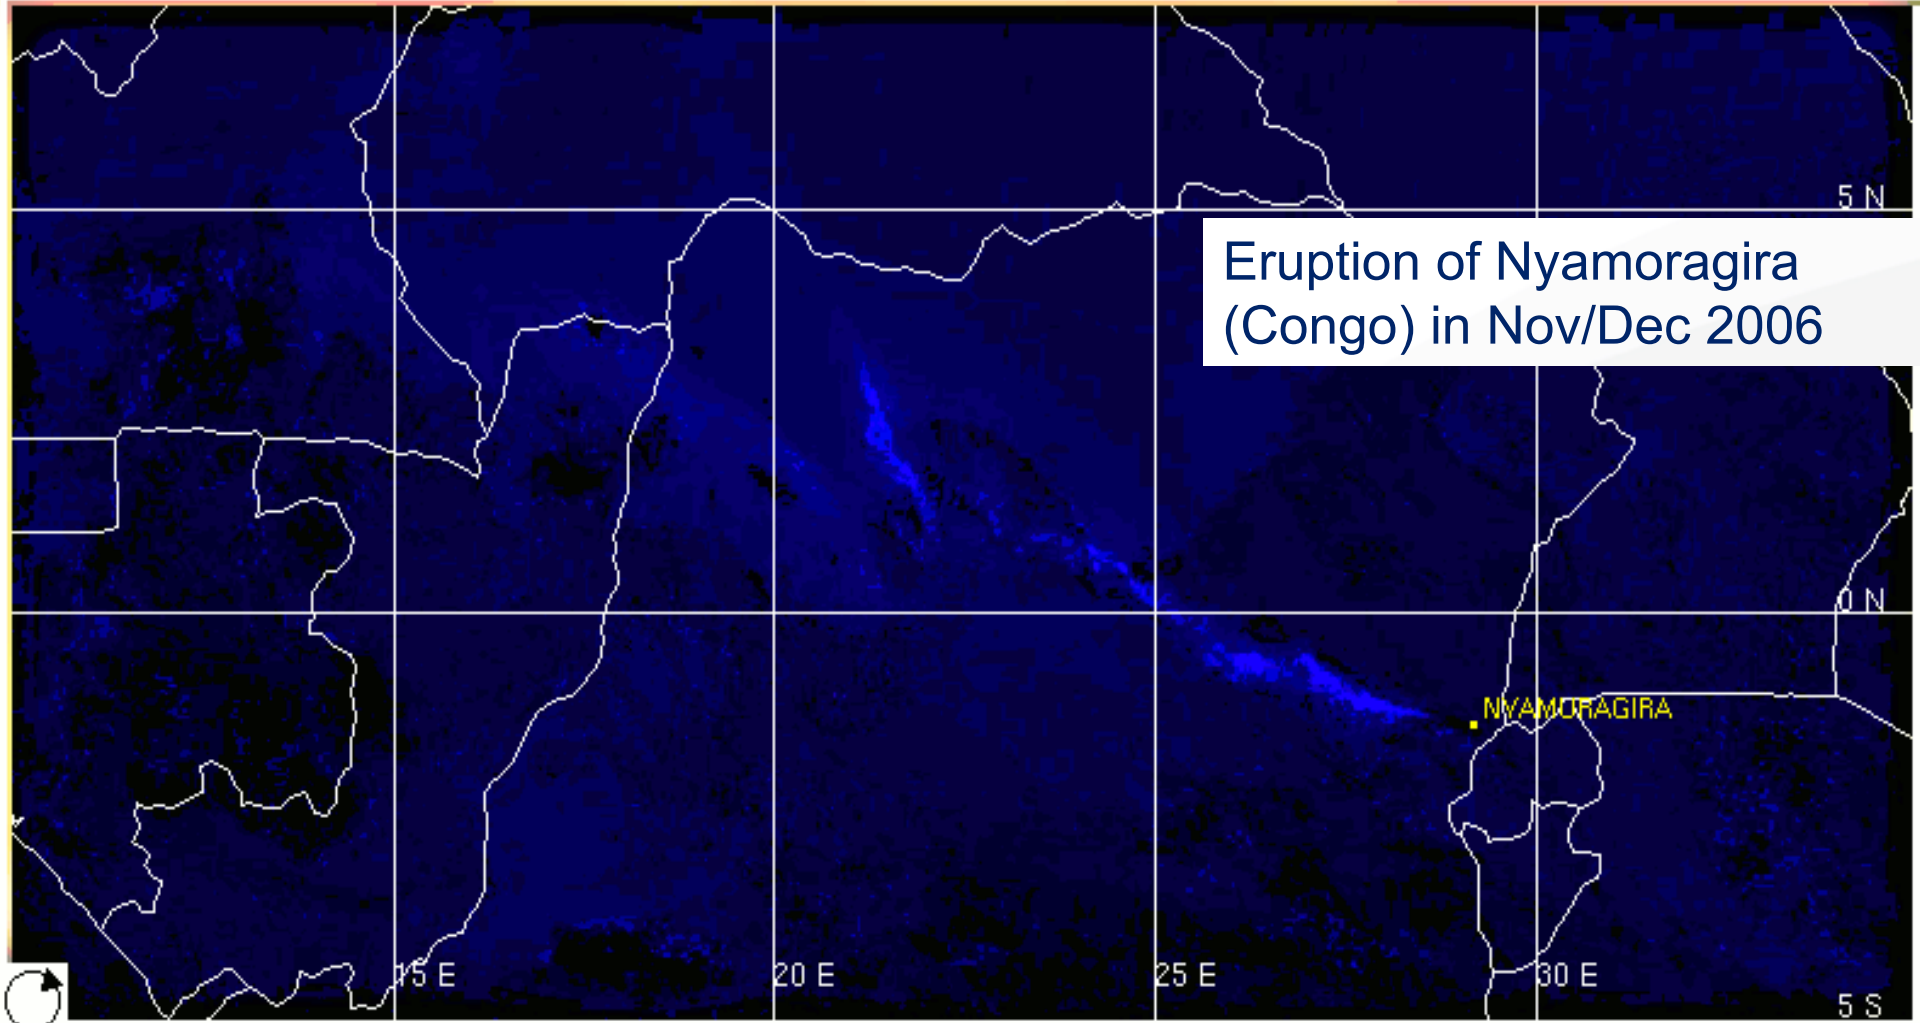 5 N
Eruption of Nyamoragira
(Congo) in Nov/Dec 2006
0 N
NYAMORAGIRA
15 E
20 E
25 E
30 E
5 S